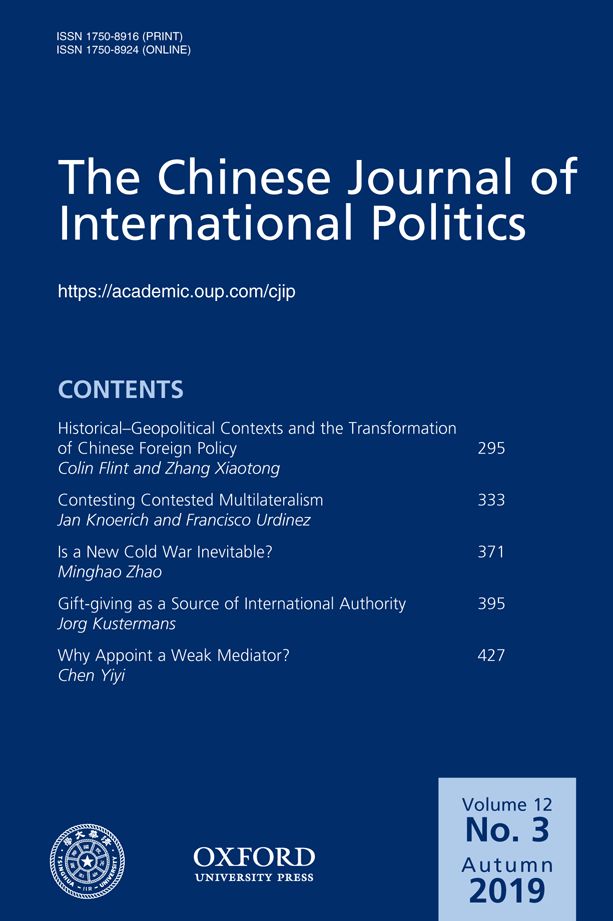 ISSN 1750-8916 (PRINT)
ISSN 1750-8924 (ONLINE)
The Chinese Journal of
International Politics
https://academic.oup.com/cjip
CONTENTS
Historical–Geopolitical Contexts and the Transformation
of Chinese Foreign Policy 295
Colin Flint and Zhang Xiaotong
Contesting Contested Multilateralism 333
Jan Knoerich and Francisco Urdinez
Is a New Cold War Inevitable? 371
Minghao Zhao
Gift-giving as a Source of International Authority 395
Jorg Kustermans
Why Appoint a Weak Mediator? 427
Chen Yiyi
Volume 12
No. 3
Autumn
2019
TSINGHUA UNIVERSITY
IIR
OXFORD
UNIVERSITY PRESS